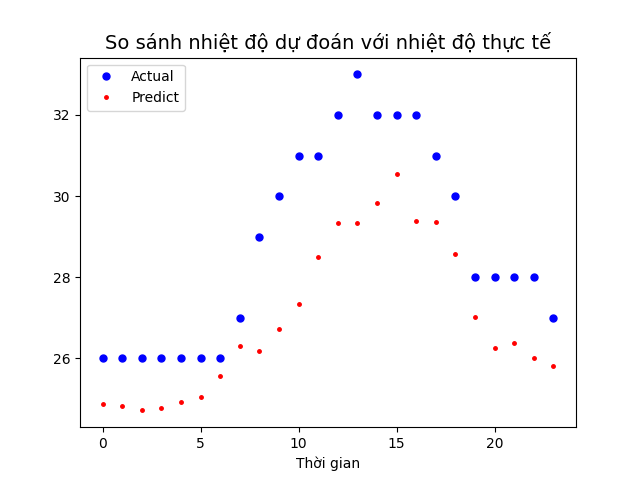 So sánh nhiệt độ dự đoán với nhiệt độ thực tế
Actual
Predict
32
30
28
26
0
5
10
15
20
Thời gian